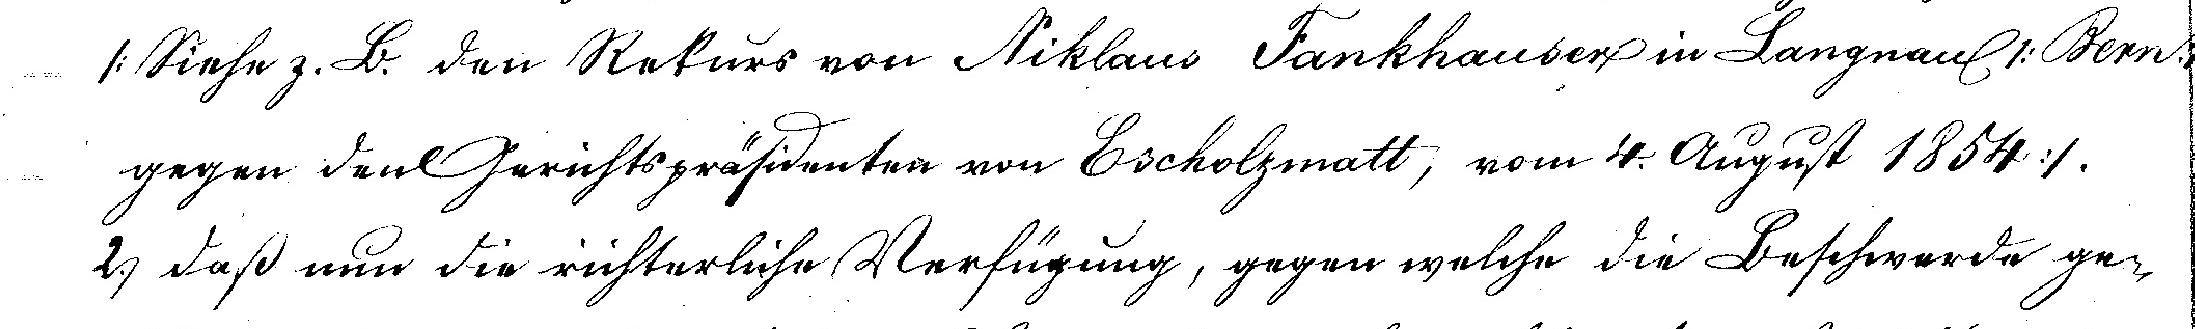 /: Siehe z. B. den Rekurs von Niklaus Fankhauser in Langnau /: Bern :/
gegen den Gerichtspräsidenten von Escholzmatt, vom 4. August 1854 :/.
2.) daß nun die richterliche Verfügung, gegen welche die Beschwerde ge-